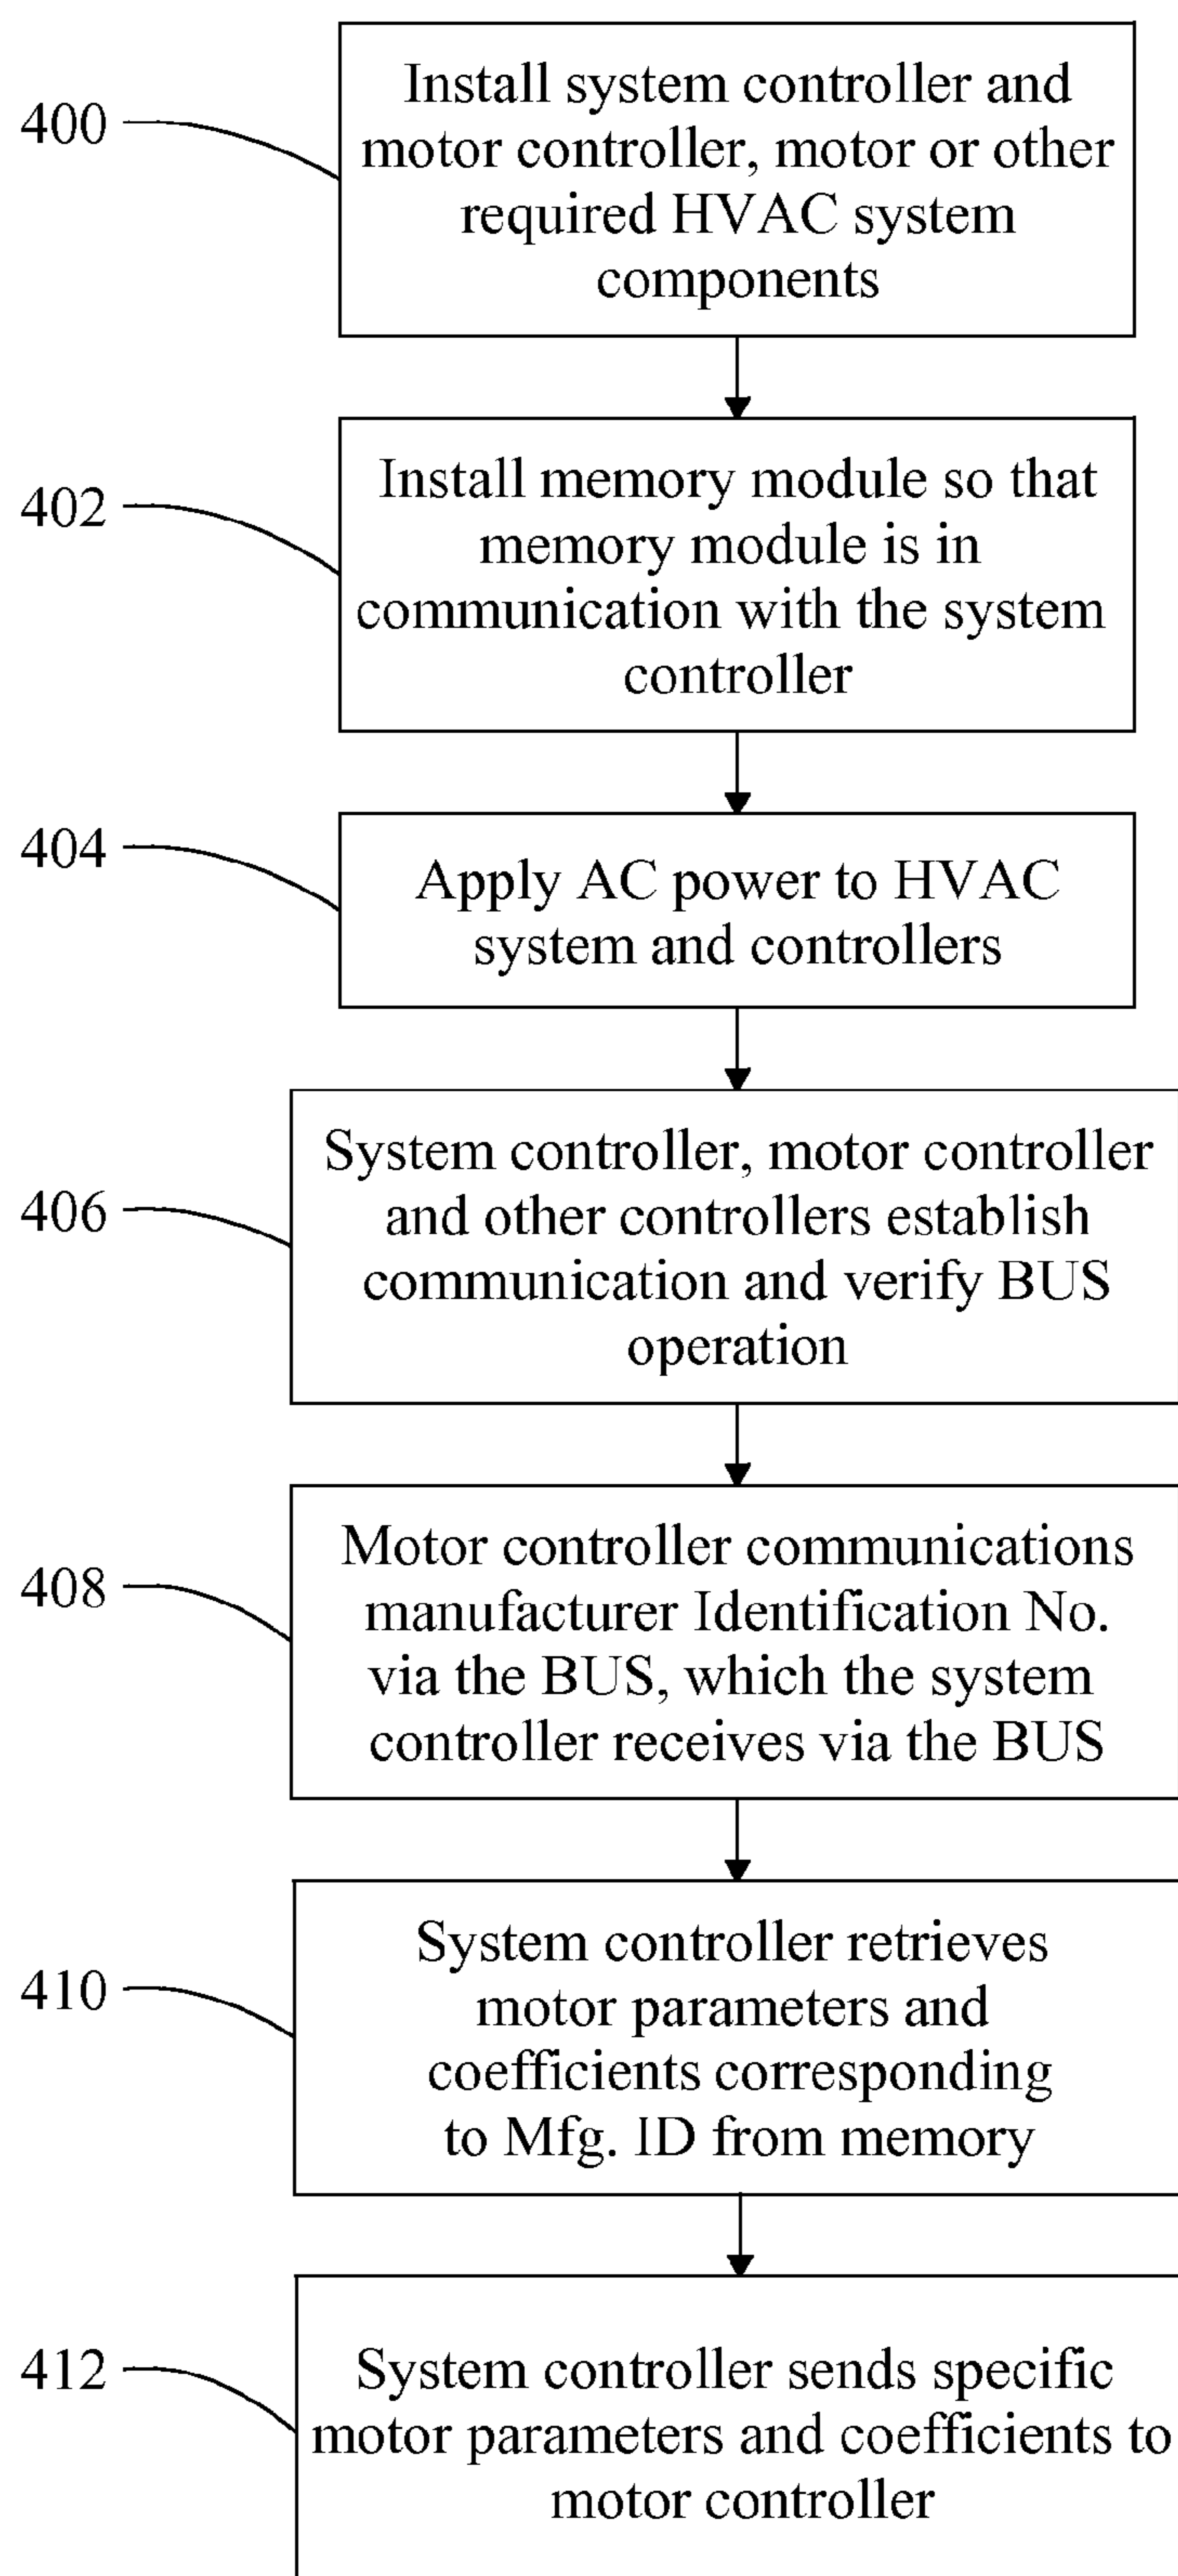 400
Install system controller and
motor controller, motor or other
required HVAC system
components
402
Install memory module so that
memory module is in
communication with the system
controller
404
Apply AC power to HVAC
system and controllers
406
System controller, motor controller
and other controllers establish
communication and verify BUS
operation
408
Motor controller communications
manufacturer Identification No.
via the BUS, which the system
controller receives via the BUS
410
System controller retrieves
motor parameters and
coefficients corresponding
to Mfg. ID from memory
412
System controller sends specific
motor parameters and coefficients to
motor controller